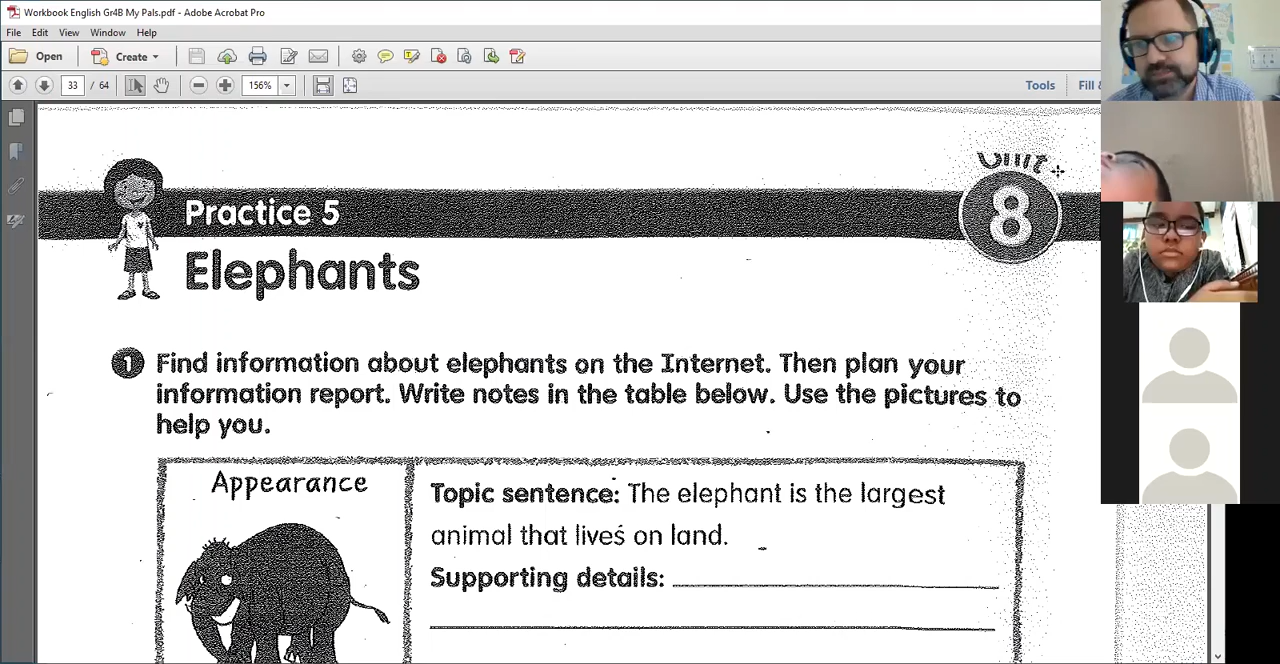 Workbook English Gr4B My Pals.pdf - Adobe Acrobat Pro
File Edit View Window Help
Open Create
33 / 64 156% Tools Fill &
Unit
8
Practice 5
Elephants
1 Find information about elephants on the Internet. Then plan your
information report. Write notes in the table below. Use the pictures to
help you.
Appearance
Topic sentence: The elephant is the largest
animal that lives on land.
Supporting details: